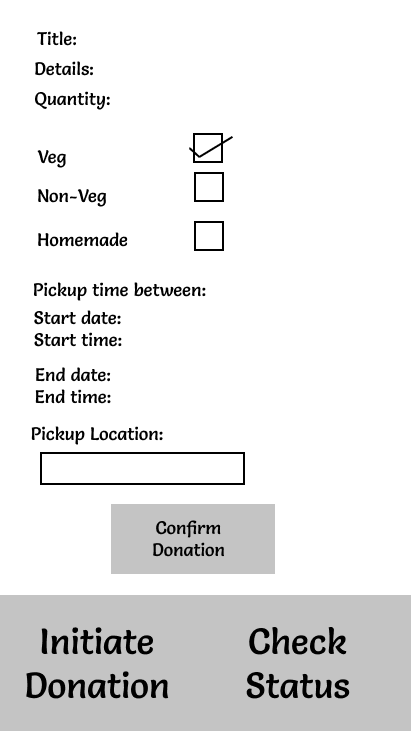 Title:
Details:
Quantity:
Veg
Non-Veg
Homemade
Pickup time between:
Start date:
Start time:
End date:
End time:
Pickup Location:
Confirm
Donation
Initiate
Donation
Check
Status